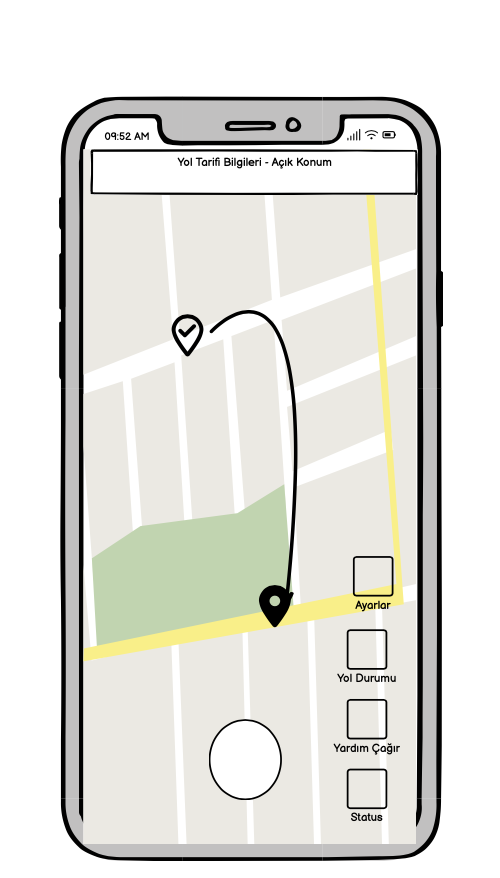 09:52 AM
Yol Tarifi Bilgileri - Açık Konum
Ayarlar
Yol Durumu
Yardım Çağır
Status